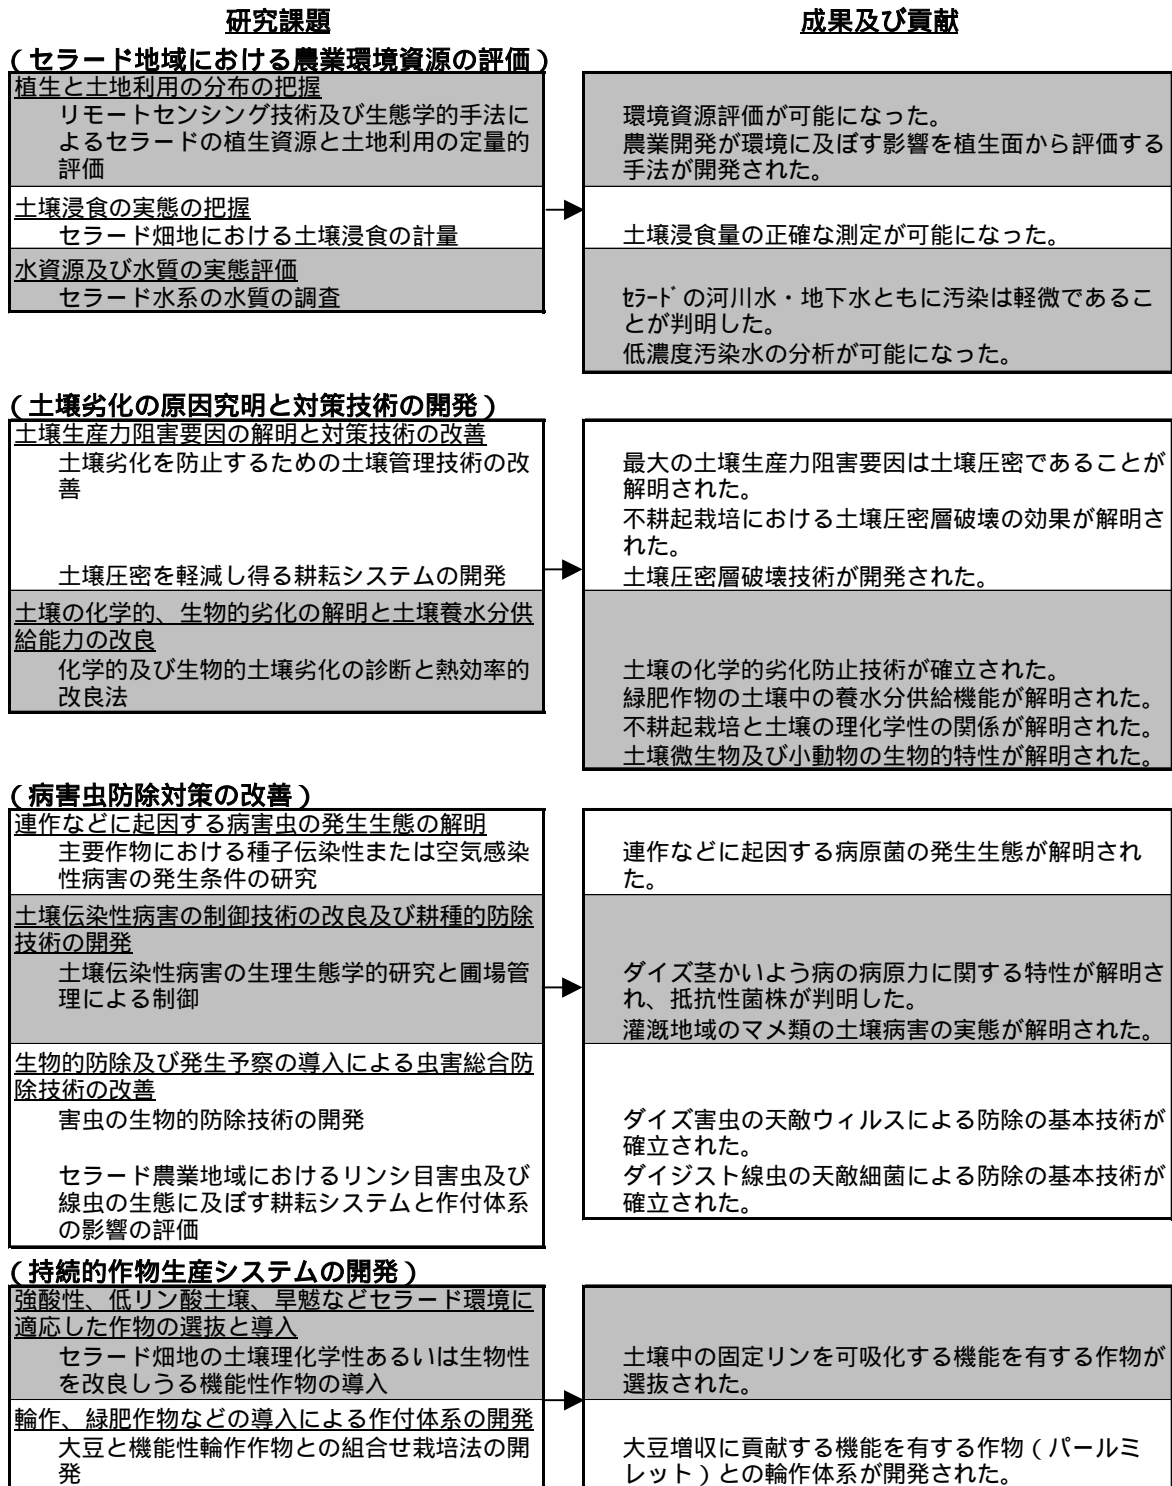 研究課題
成果及び貢献
（セラード地域における農業環境資源の評価）
植生と土地利用の分布の把握
リモートセンシング技術及び生態学的手法に
よるセラードの植生資源と土地利用の定量的
評価
環境資源評価が可能になった。
農業開発が環境に及ぼす影響を植生面から評価する
手法が開発された。
土壌浸食の実態の把握
セラード畑地における土壌浸食の計量
土壌浸食量の正確な測定が可能になった。
水資源及び水質の実態評価
セラード水系の水質の調査
ｾﾗｰﾄﾞの河川水・地下水ともに汚染は軽微であるこ
とが判明した。
低濃度汚染水の分析が可能になった。
（土壌劣化の原因究明と対策技術の開発）
土壌生産力阻害要因の解明と対策技術の改善
土壌劣化を防止するための土壌管理技術の改
善
土壌圧密を軽減し得る耕耘システムの開発
最大の土壌生産力阻害要因は土壌圧密であることが
解明された。
不耕起栽培における土壌圧密層破壊の効果が解明さ
れた。
土壌圧密層破壊技術が開発された。
土壌の化学的、生物的劣化の解明と土壌養水分供
給能力の改良
化学的及び生物的土壌劣化の診断と熱効率的
改良法
土壌の化学的劣化防止技術が確立された。
緑肥作物の土壌中の養水分供給機能が解明された。
不耕起栽培と土壌の理化学性の関係が解明された。
土壌微生物及び小動物の生物的特性が解明された。
（病害虫防除対策の改善）
連作などに起因する病害虫の発生生態の解明
主要作物における種子伝染性または空気感染
性病害の発生条件の研究
連作などに起因する病原菌の発生生態が解明され
た。
土壌伝染性病害の制御技術の改良及び耕種的防除
技術の開発
土壌伝染性病害の生理生態学的研究と圃場管
理による制御
ダイズ茎かいよう病の病原力に関する特性が解明さ
れ、抵抗性菌株が判明した。
灌漑地域のマメ類の土壌病害の実態が解明された。
生物的防除及び発生予察の導入による虫害総合防
除技術の改善
害虫の生物的防除技術の開発
セラード農業地域におけるリンシ目害虫及び
線虫の生態に及ぼす耕耘システムと作付体系
の影響の評価
ダイズ害虫の天敵ウィルスによる防除の基本技術が
確立された。
ダイジスト線虫の天敵細菌による防除の基本技術が
確立された。
（持続的作物生産システムの開発）
強酸性、低リン酸土壌、旱魃などセラード環境に
適応した作物の選抜と導入
セラード畑地の土壌理化学性あるいは生物性
を改良しうる機能性作物の導入
土壌中の固定リンを可吸化する機能を有する作物が
選抜された。
輪作、緑肥作物などの導入による作付体系の開発
大豆と機能性輪作作物との組合せ栽培法の開
発
大豆増収に貢献する機能を有する作物（パールミ
レット）との輪作体系が開発された。